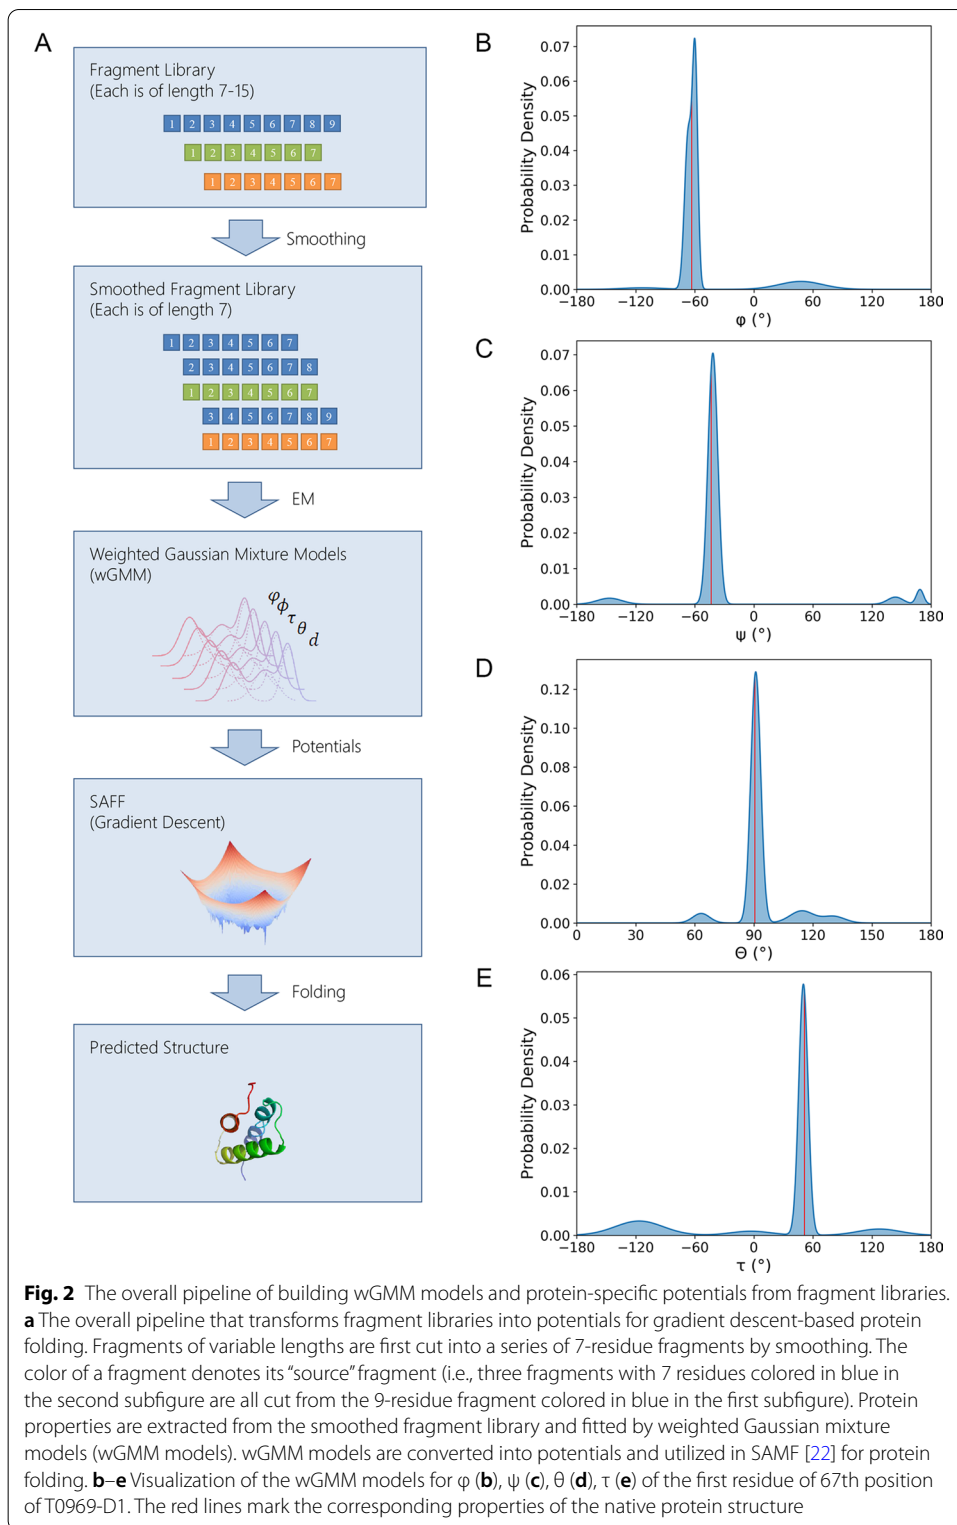 A
Fragment Library
(Each is of length 7-15)
1 2 3 4 5 6 7 8 9
1 2 3 4 5 6 7
1 2 3 4 5 6 7
Smoothing
Smoothed Fragment Library
(Each is of length 7)
1 2 3 4 5 6 7
2 3 4 5 6 7 8
1 2 3 4 5 6 7
3 4 5 6 7 8 9
1 2 3 4 5 6 7
EM
Weighted Gaussian Mixture Models
(wGMM)
φ ϕ τ θ d
Potentials
SAFF
(Gradient Descent)
Folding
Predicted Structure
B
Probability Density
0.07
0.06
0.05
0.04
0.03
0.02
0.01
0.00
−180 −120 −60 0 60 120 180
φ (°)
C
Probability Density
0.07
0.06
0.05
0.04
0.03
0.02
0.01
0.00
−180 −120 −60 0 60 120 180
ψ (°)
D
Probability Density
0.12
0.10
0.08
0.06
0.04
0.02
0.00
0 30 60 90 120 150 180
Θ (°)
E
Probability Density
0.06
0.05
0.04
0.03
0.02
0.01
0.00
−180 −120 −60 0 60 120 180
τ (°)
Fig. 2 The overall pipeline of building wGMM models and protein-specific potentials from fragment libraries.
a The overall pipeline that transforms fragment libraries into potentials for gradient descent-based protein
folding. Fragments of variable lengths are first cut into a series of 7-residue fragments by smoothing. The
color of a fragment denotes its “source” fragment (i.e., three fragments with 7 residues colored in blue in
the second subfigure are all cut from the 9-residue fragment colored in blue in the first subfigure). Protein
properties are extracted from the smoothed fragment library and fitted by weighted Gaussian mixture
models (wGMM models). wGMM models are converted into potentials and utilized in SAMF [22] for protein
folding. b–e Visualization of the wGMM models for φ (b), ψ (c), θ (d), τ (e) of the first residue of 67th position
of T0969-D1. The red lines mark the corresponding properties of the native protein structure